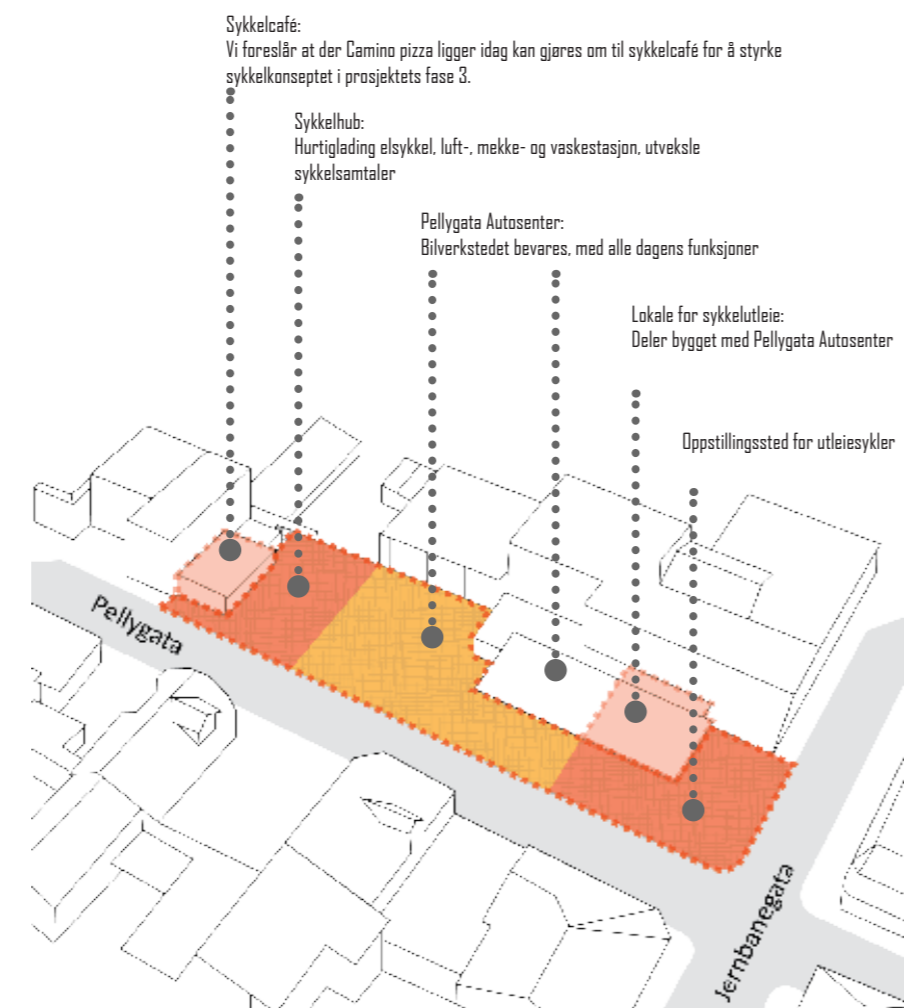 Sykkelcafé:
Vi foreslår at der Camino pizza ligger idag kan gjøres om til sykkelcafé for å styrke
sykkelkonseptet i prosjektets fase 3.
Sykkelhub:
Hurtiglading elsykkel, luft-, mekke- og vaskestasjon, utveksle
sykkelsamtaler
Pellygata Autosenter:
Bilverkstedet bevares, med alle dagens funksjoner
Lokale for sykkelutleie:
Deler bygget med Pellygata Autosenter
Oppstillingssted for utleiesykler
Pellygata
Jernbanegata